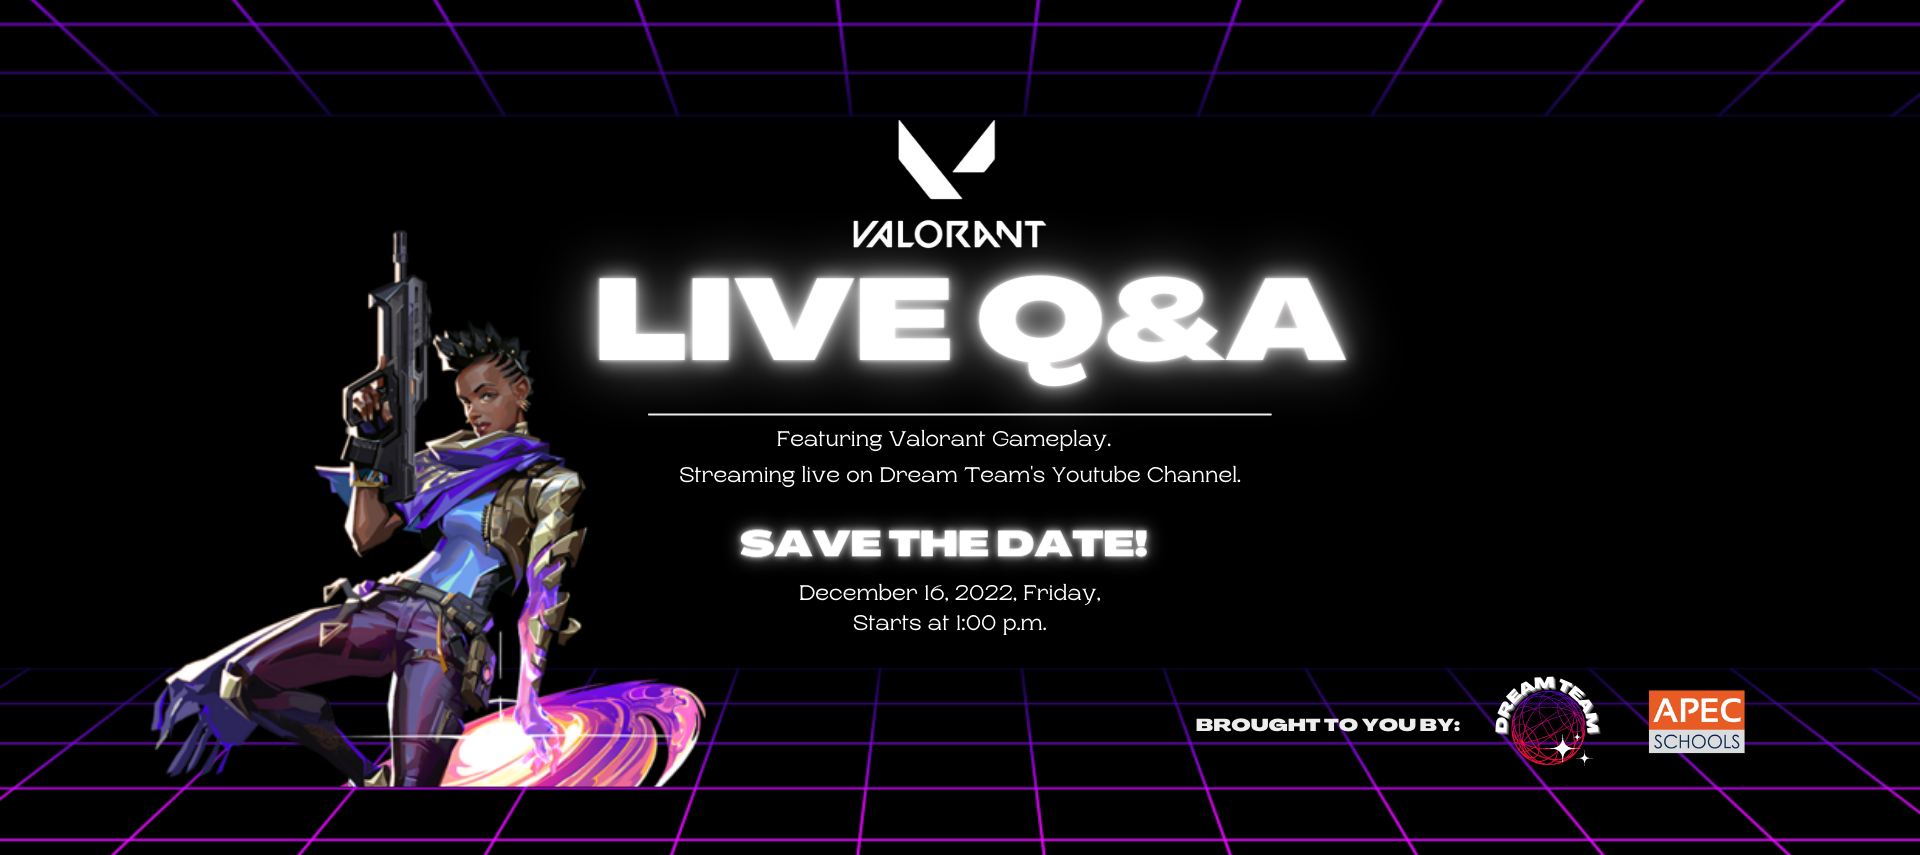 VALORANT
LIVE Q&A
Featuring Valorant Gameplay.
Streaming live on Dream Team's Youtube Channel.
SAVE THE DATE!
December 16, 2022, Friday,
Starts at 1:00 p.m.
BROUGHT TO YOU BY:
DREAM TEAM
APEC
SCHOOLS